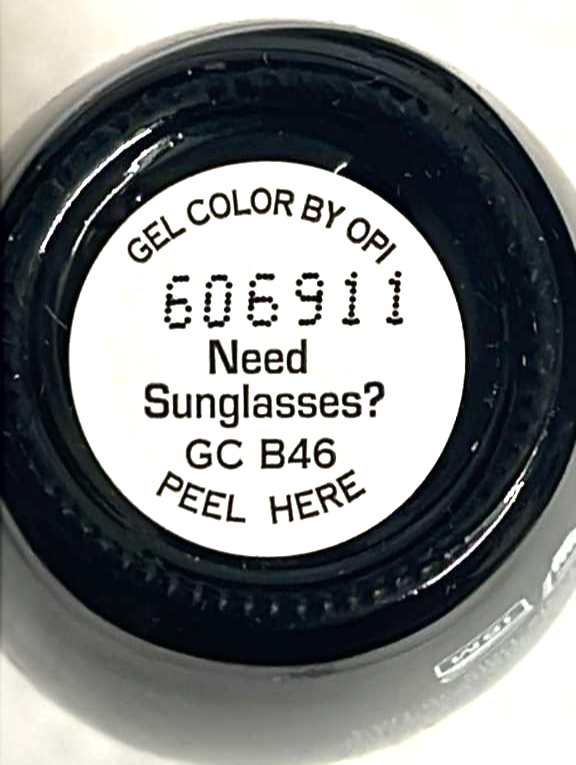 GEL COLOR BY OPI
606911
Need
Sunglasses?
GC B46
PEEL HERE